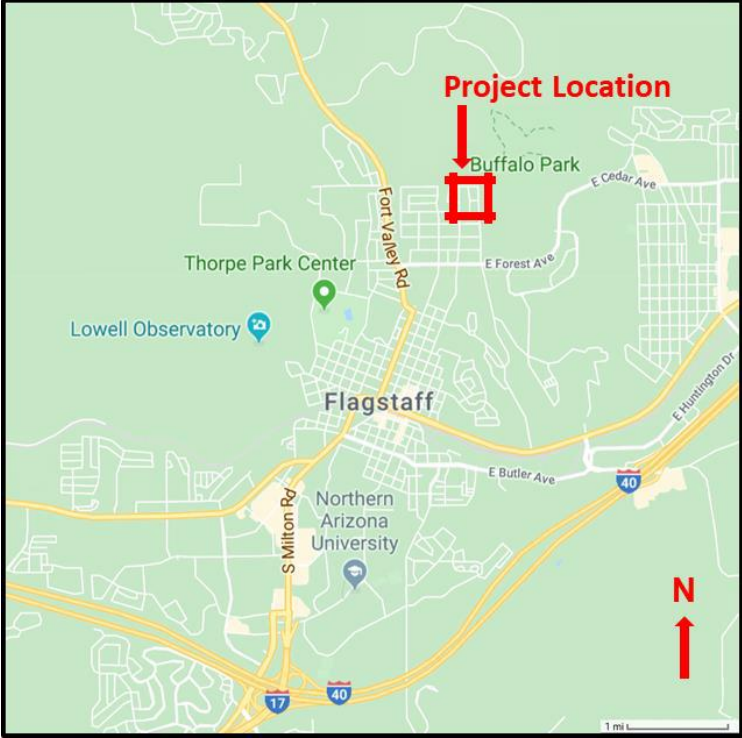 Project Location
Buffalo Park
E Cedar Ave
Fort Valley Rd
E Forest Ave
Thorpe Park Center
Lowell Observatory
E Huntington Dr
Flagstaff
E Butler Ave
40
Northern
Arizona
University
S Milton Rd
N
17
40
1 mi